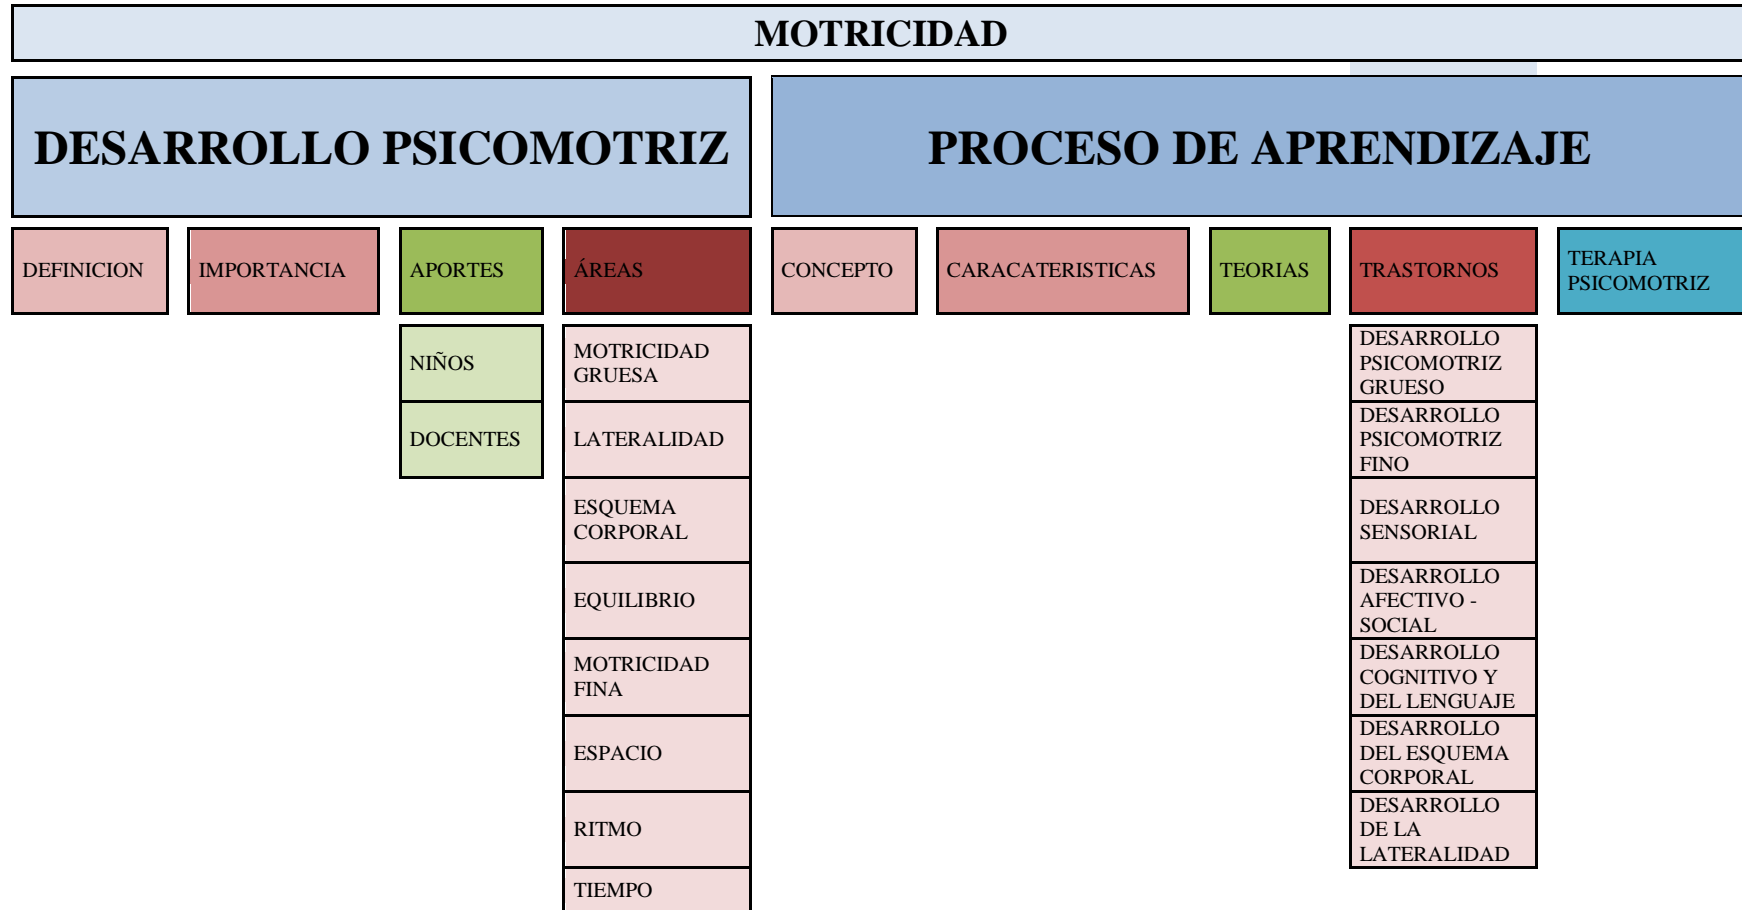 MOTRICIDAD
DESARROLLO PSICOMOTRIZ
PROCESO DE APRENDIZAJE
DEFINICION
IMPORTANCIA
APORTES
ÁREAS
CONCEPTO
CARACATERISTICAS
TEORIAS
TRASTORNOS
TERAPIA
PSICOMOTRIZ
NIÑOS
DOCENTES
MOTRICIDAD
GRUESA
LATERALIDAD
ESQUEMA
CORPORAL
EQUILIBRIO
MOTRICIDAD
FINA
ESPACIO
RITMO
TIEMPO
DESARROLLO
PSICOMOTRIZ
GRUESO
DESARROLLO
PSICOMOTRIZ
FINO
DESARROLLO
SENSORIAL
DESARROLLO
AFECTIVO -
SOCIAL
DESARROLLO
COGNITIVO Y
DEL LENGUAJE
DESARROLLO
DEL ESQUEMA
CORPORAL
DESARROLLO
DE LA
LATERALIDAD